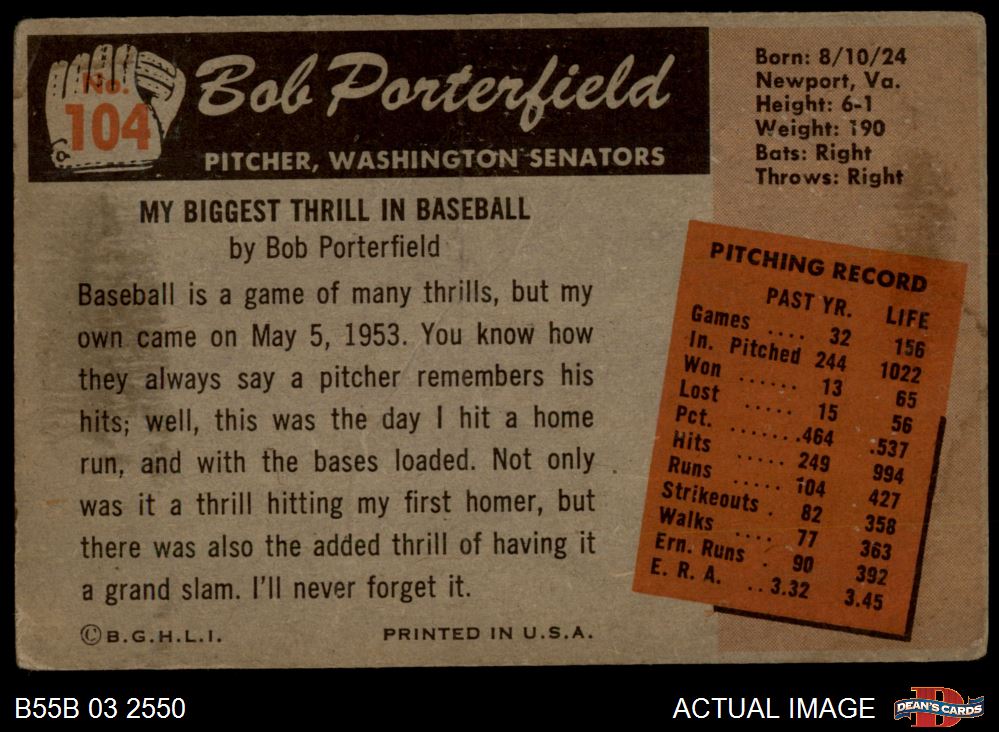 No.
104
Bob Porterfield
PITCHER, WASHINGTON SENATORS
Born: 8/10/24
Newport, Va.
Height: 6-1
Weight: 190
Bats: Right
Throws: Right
MY BIGGEST THRILL IN BASEBALL
by Bob Porterfield
Baseball is a game of many thrills, but my
own came on May 5, 1953. You know how
they always say a pitcher remembers his
hits; well, this was the day I hit a home
run, and with the bases loaded. Not only
was it a thrill hitting my first homer, but
there was also the added thrill of having it
a grand slam. I'll never forget it.
©B.G.H.L.I. PRINTED IN U.S.A.
PITCHING RECORD
PAST YR. LIFE
Games .... 32 156
In. Pitched 244 1022
Won ...... 13 65
Lost ..... 15 56
Pct. .......464 .537
Hits ..... 249 994
Runs ..... 104 427
Strikeouts . 82 358
Walks .... 77 363
Ern. Runs . 90 392
E. R. A. ..3.32 3.45
B55B 03 2550 ACTUAL IMAGE DEAN'S CARDS